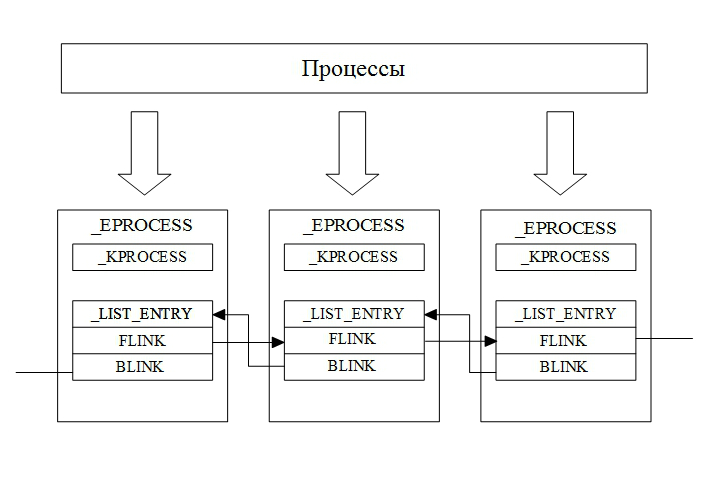 Процессы
_EPROCESS
_KPROCESS
_LIST_ENTRY
FLINK
BLINK
_EPROCESS
_KPROCESS
_LIST_ENTRY
FLINK
BLINK
_EPROCESS
_KPROCESS
_LIST_ENTRY
FLINK
BLINK